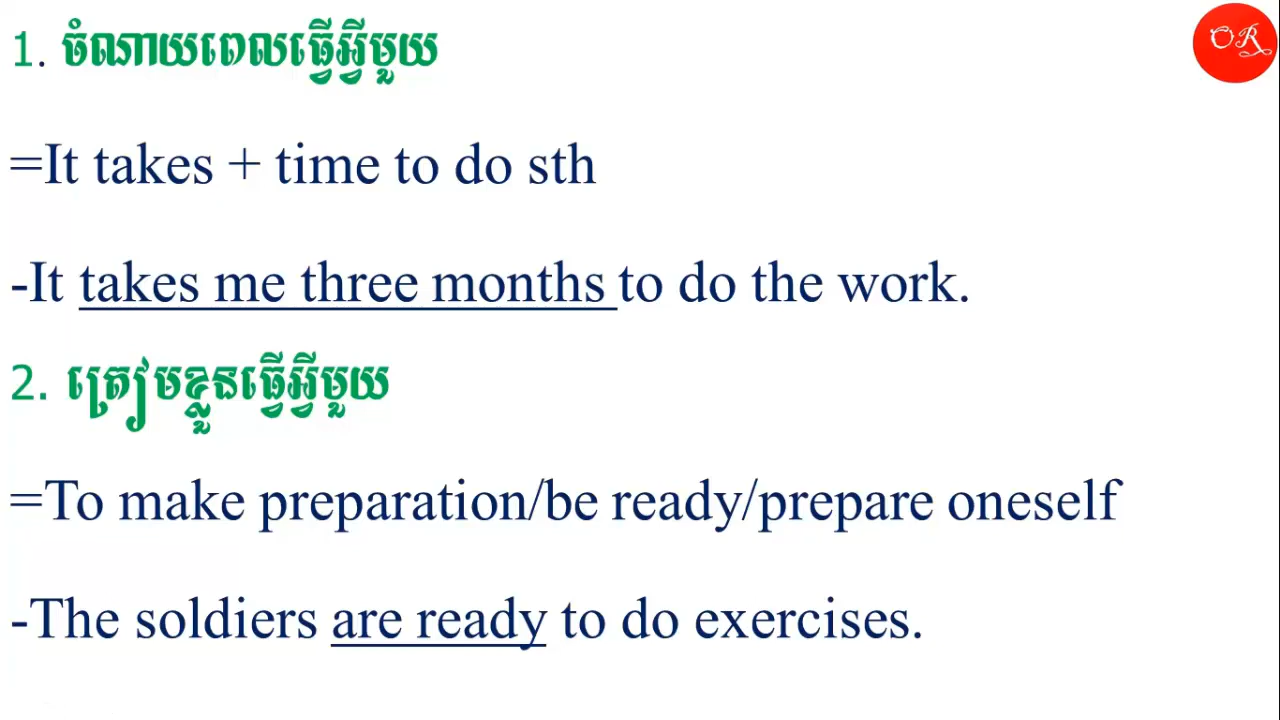 OR
1. ចំណាយពេលធ្វើអ្វីមួយ
=It takes + time to do sth
-It takes me three months to do the work.
2. ត្រៀមខ្លួនធ្វើអ្វីមួយ
=To make preparation/be ready/prepare oneself
-The soldiers are ready to do exercises.